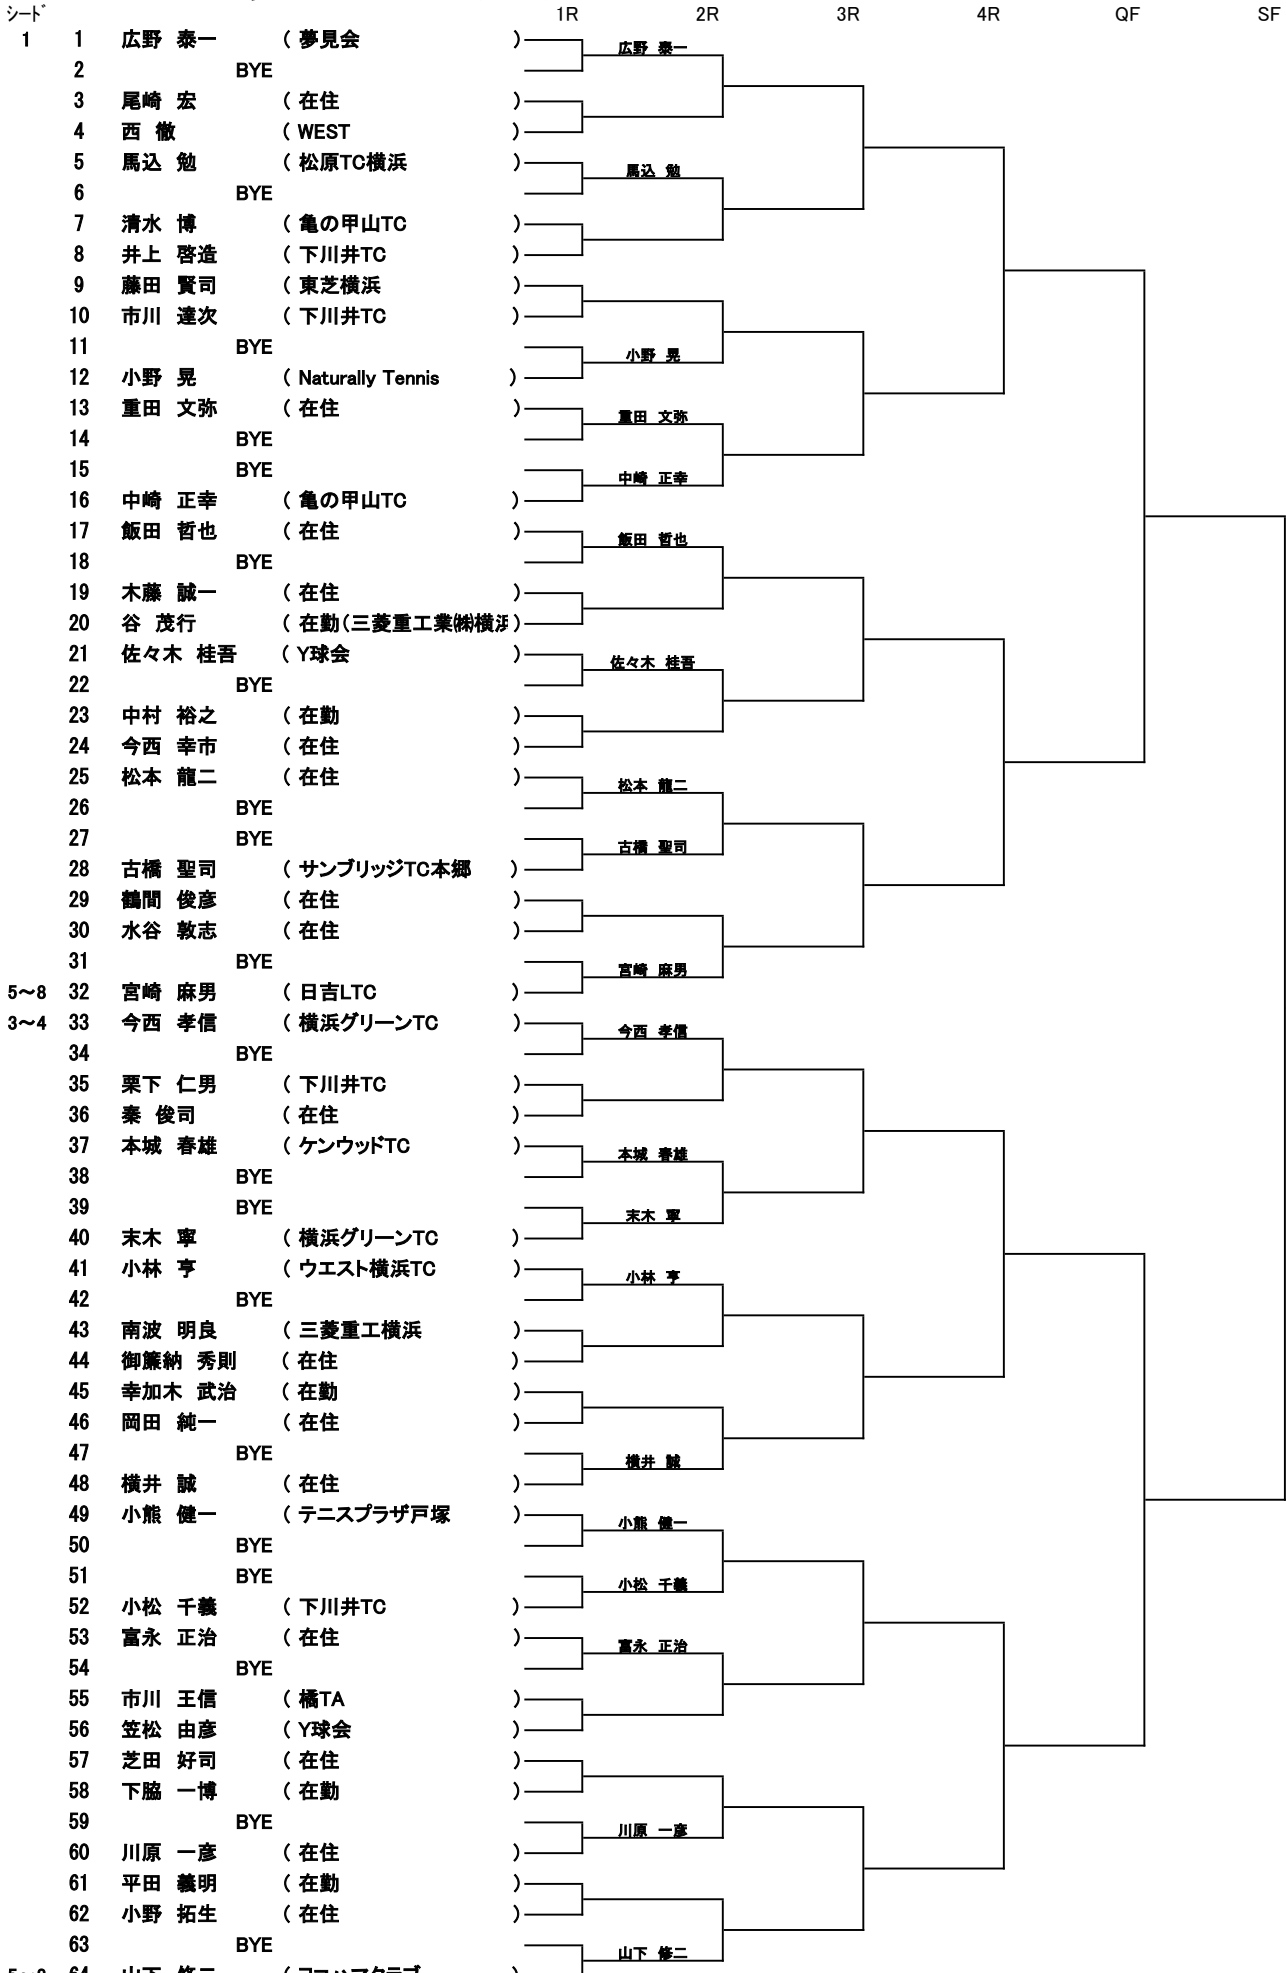 シード 1R 2R 3R 4R QF SF
1 1 広野 泰一 ( 夢見会 ) 広野 泰一
2 BYE
3 尾崎 宏 ( 在住 )
4 西 徹 ( WEST )
5 馬込 勉 ( 松原TC横浜 ) 馬込 勉
6 BYE
7 清水 博 ( 亀の甲山TC )
8 井上 啓造 ( 下川井TC )
9 藤田 賢司 ( 東芝横浜 )
10 市川 達次 ( 下川井TC )
11 BYE 小野 晃
12 小野 晃 ( Naturally Tennis )
13 重田 文弥 ( 在住 ) 重田 文弥
14 BYE
15 BYE 中崎 正幸
16 中崎 正幸 ( 亀の甲山TC )
17 飯田 哲也 ( 在住 ) 飯田 哲也
18 BYE
19 木藤 誠一 ( 在住 )
20 谷 茂行 ( 在勤(三菱重工業㈱横浜 )
21 佐々木 桂吾 ( Y球会 ) 佐々木 桂吾
22 BYE
23 中村 裕之 ( 在勤 )
24 今西 幸市 ( 在住 )
25 松本 龍二 ( 在住 ) 松本 龍二
26 BYE
27 BYE 古橋 聖司
28 古橋 聖司 ( サンブリッジTC本郷 )
29 鶴間 俊彦 ( 在住 )
30 水谷 敦志 ( 在住 )
31 BYE 宮崎 麻男
5～8 32 宮崎 麻男 ( 日吉LTC )
3～4 33 今西 孝信 ( 横浜グリーンTC ) 今西 孝信
34 BYE
35 栗下 仁男 ( 下川井TC )
36 秦 俊司 ( 在住 )
37 本城 春雄 ( ケンウッドTC ) 本城 春雄
38 BYE
39 BYE 末木 寧
40 末木 寧 ( 横浜グリーンTC )
41 小林 亨 ( ウエスト横浜TC ) 小林 亨
42 BYE
43 南波 明良 ( 三菱重工横浜 )
44 御簾納 秀則 ( 在住 )
45 幸加木 武治 ( 在勤 )
46 岡田 純一 ( 在住 )
47 BYE 横井 誠
48 横井 誠 ( 在住 )
49 小熊 健一 ( テニスプラザ戸塚 ) 小熊 健一
50 BYE
51 BYE 小松 千義
52 小松 千義 ( 下川井TC )
53 富永 正治 ( 在住 ) 富永 正治
54 BYE
55 市川 王信 ( 橘TA )
56 笠松 由彦 ( Y球会 )
57 芝田 好司 ( 在住 )
58 下脇 一博 ( 在勤 )
59 BYE 川原 一彦
60 川原 一彦 ( 在住 )
61 平田 義明 ( 在勤 )
62 小野 拓生 ( 在住 )
63 BYE 山下 修二
5～8 64 山下 修二